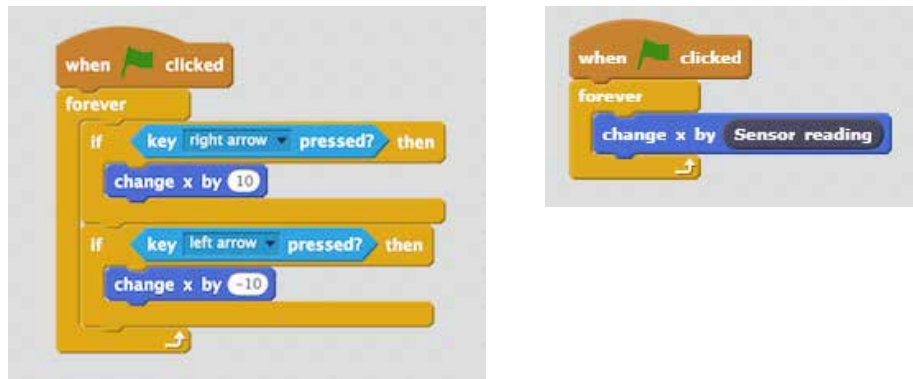 when clicked
forever
if key right arrow pressed? then
change x by 10
if key left arrow pressed? then
change x by -10
when clicked
forever
change x by Sensor reading